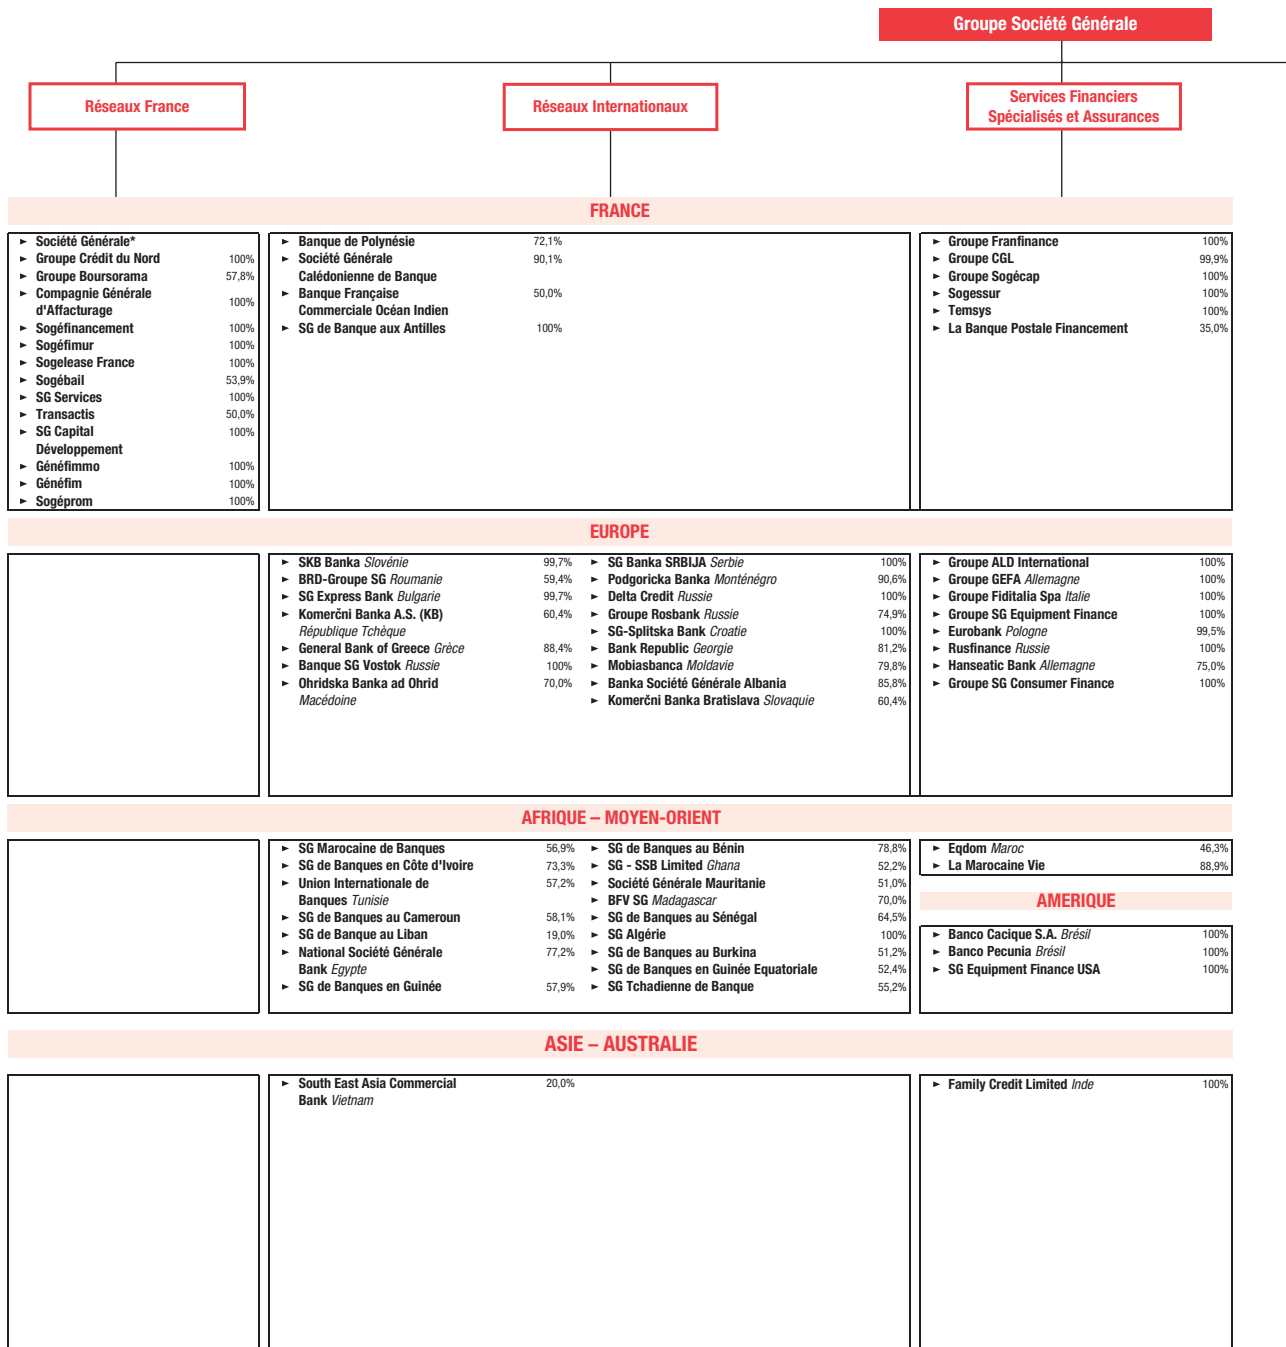 Groupe Société Générale
Réseaux France
Réseaux Internationaux
Services Financiers
Spécialisés et Assurances
FRANCE
► Société Générale*
► Groupe Crédit du Nord 100%
► Groupe Boursorama 57,8%
► Compagnie Générale
d'Affacturage 100%
► Sogéfinancement 100%
► Sogéfimur 100%
► Sogelease France 100%
► Sogébail 53,9%
► SG Services 100%
► Transactis 50,0%
► SG Capital 100%
Développement
► Généfimmo 100%
► Généfim 100%
► Sogéprom 100%
► Banque de Polynésie 72,1%
► Société Générale 90,1%
Calédonienne de Banque
► Banque Française 50,0%
Commerciale Océan Indien
► SG de Banque aux Antilles 100%
► Groupe Franfinance 100%
► Groupe CGL 99,9%
► Groupe Sogécap 100%
► Sogessur 100%
► Temsys 100%
► La Banque Postale Financement 35,0%
EUROPE
► SKB Banka Slovénie 99,7%
► BRD-Groupe SG Roumanie 59,4%
► SG Express Bank Bulgarie 99,7%
► Komerčni Banka A.S. (KB) 60,4%
République Tchèque
► General Bank of Greece Grèce 88,4%
► Banque SG Vostok Russie 100%
► Ohridska Banka ad Ohrid 70,0%
Macédoine
► SG Banka SRBIJA Serbie 100%
► Podgoricka Banka Monténégro 90,6%
► Delta Credit Russie 100%
► Groupe Rosbank Russie 74,9%
► SG-Splitska Bank Croatie 100%
► Bank Republic Georgie 81,2%
► Mobiasbanca Moldavie 79,8%
► Banka Société Générale Albania 85,8%
► Komerčni Banka Bratislava Slovaquie 60,4%
► Groupe ALD International 100%
► Groupe GEFA Allemagne 100%
► Groupe Fiditalia Spa Italie 100%
► Groupe SG Equipment Finance 100%
► Eurobank Pologne 99,5%
► Rusfinance Russie 100%
► Hanseatic Bank Allemagne 75,0%
► Groupe SG Consumer Finance 100%
AFRIQUE – MOYEN-ORIENT
► SG Marocaine de Banques 56,9%
► SG de Banques en Côte d'Ivoire 73,3%
► Union Internationale de 57,2%
Banques Tunisie
► SG de Banques au Cameroun 58,1%
► SG de Banque au Liban 19,0%
► National Société Générale 77,2%
Bank Egypte
► SG de Banques en Guinée 57,9%
► SG de Banques au Bénin 78,8%
► SG - SSB Limited Ghana 52,2%
► Société Générale Mauritanie 51,0%
► BFV SG Madagascar 70,0%
► SG de Banques au Sénégal 64,5%
► SG Algérie 100%
► SG de Banques au Burkina 51,2%
► SG de Banques en Guinée Equatoriale 52,4%
► SG Tchadienne de Banque 55,2%
► Eqdom Maroc 46,3%
► La Marocaine Vie 88,9%
AMERIQUE
► Banco Cacique S.A. Brésil 100%
► Banco Pecunia Brésil 100%
► SG Equipment Finance USA 100%
ASIE – AUSTRALIE
► South East Asia Commercial 20,0%
Bank Vietnam
► Family Credit Limited Inde 100%